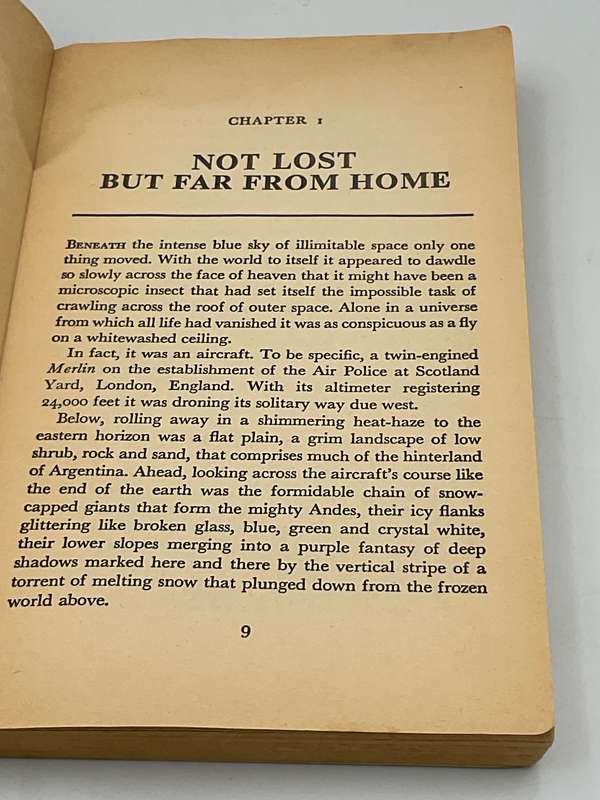 CHAPTER 1
NOT LOST
BUT FAR FROM HOME
BENEATH the intense blue sky of illimitable space only one
thing moved. With the world to itself it appeared to dawdle
so slowly across the face of heaven that it might have been a
microscopic insect that had set itself the impossible task of
crawling across the roof of outer space. Alone in a universe
from which all life had vanished it was as conspicuous as a fly
on a whitewashed ceiling.
In fact, it was an aircraft. To be specific, a twin-engined
Merlin on the establishment of the Air Police at Scotland
Yard, London, England. With its altimeter registering
24,000 feet it was droning its solitary way due west.
Below, rolling away in a shimmering heat-haze to the
eastern horizon was a flat plain, a grim landscape of low
shrub, rock and sand, that comprises much of the hinterland
of Argentina. Ahead, looking across the aircraft's course like
the end of the earth was the formidable chain of snow-
capped giants that form the mighty Andes, their icy flanks
glittering like broken glass, blue, green and crystal white,
their lower slopes merging into a purple fantasy of deep
shadows marked here and there by the vertical stripe of a
torrent of melting snow that plunged down from the frozen
world above.
9